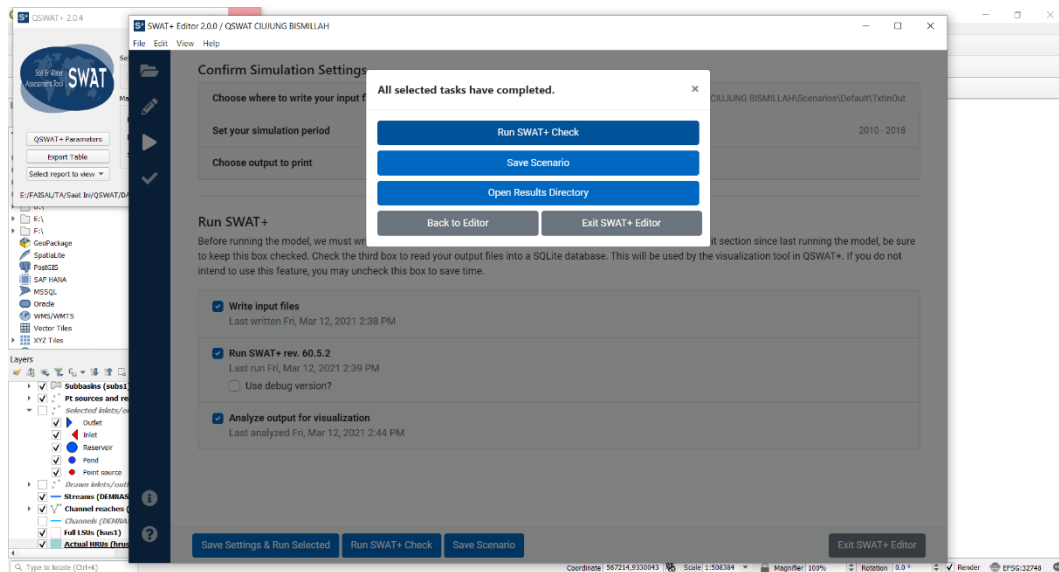 QSWAT+ 2.0.4
Soil & Water
Assessment Tool
SWAT
QSWAT+ Parameters
Export Table
Select report to view
E:/FAISAL/TA/Saat Ini/QSWAT/DA
E:\
F:\
GeoPackage
SpatiaLite
PostGIS
SAP HANA
MSSQL
Oracle
WMS/WMTS
Vector Tiles
XYZ Tiles
Layers
Subbasins (subs1)
Pt sources and re
Selected inlets/ou
Outlet
Inlet
Reservoir
Pond
Point source
Drawn inlets/outl
Streams (DEMNAS
Channel reaches (
Channels (DEMNA
Full LSUs (lsus1)
Actual HRUs (hrus
Type to locate (Ctrl+K)
SWAT+ Editor 2.0.0 / QSWAT CIUJUNG BISMILLAH
File Edit View Help
Confirm Simulation Settings
Choose where to write your input f
CIUJUNG BISMILLAH\Scenarios\Default\TxtInOut
Set your simulation period
2010 - 2018
Choose output to print
All selected tasks have completed.
×
Run SWAT+ Check
Save Scenario
Open Results Directory
Back to Editor
Exit SWAT+ Editor
Run SWAT+
Before running the model, we must wr it section since last running the model, be sure
to keep this box checked. Check the third box to read your output files into a SQLite database. This will be used by the visualization tool in QSWAT+. If you do not
intend to use this feature, you may uncheck this box to save time.
Write input files
Last written Fri, Mar 12, 2021 2:38 PM
Run SWAT+ rev. 60.5.2
Last run Fri, Mar 12, 2021 2:39 PM
Use debug version?
Analyze output for visualization
Last analyzed Fri, Mar 12, 2021 2:44 PM
Save Settings & Run Selected
Run SWAT+ Check
Save Scenario
Exit SWAT+ Editor
Coordinate 567214,9330043
Scale 1:508384
Magnifier 100%
Rotation 0.0 °
Render
EPSG:32748